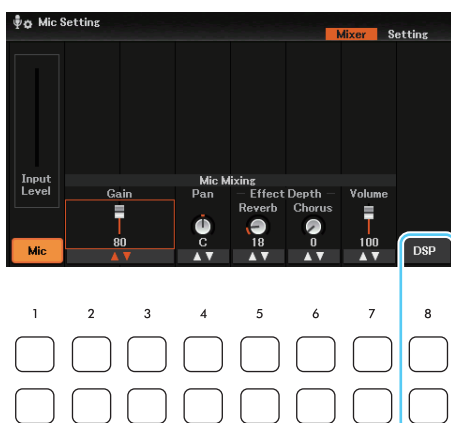 Mic Setting
Mixer Setting
Input
Level
Mic Mixing
Gain Pan Effect Depth Volume
Reverb Chorus
80 C 18 0 100
Mic DSP
1 2 3 4 5 6 7 8